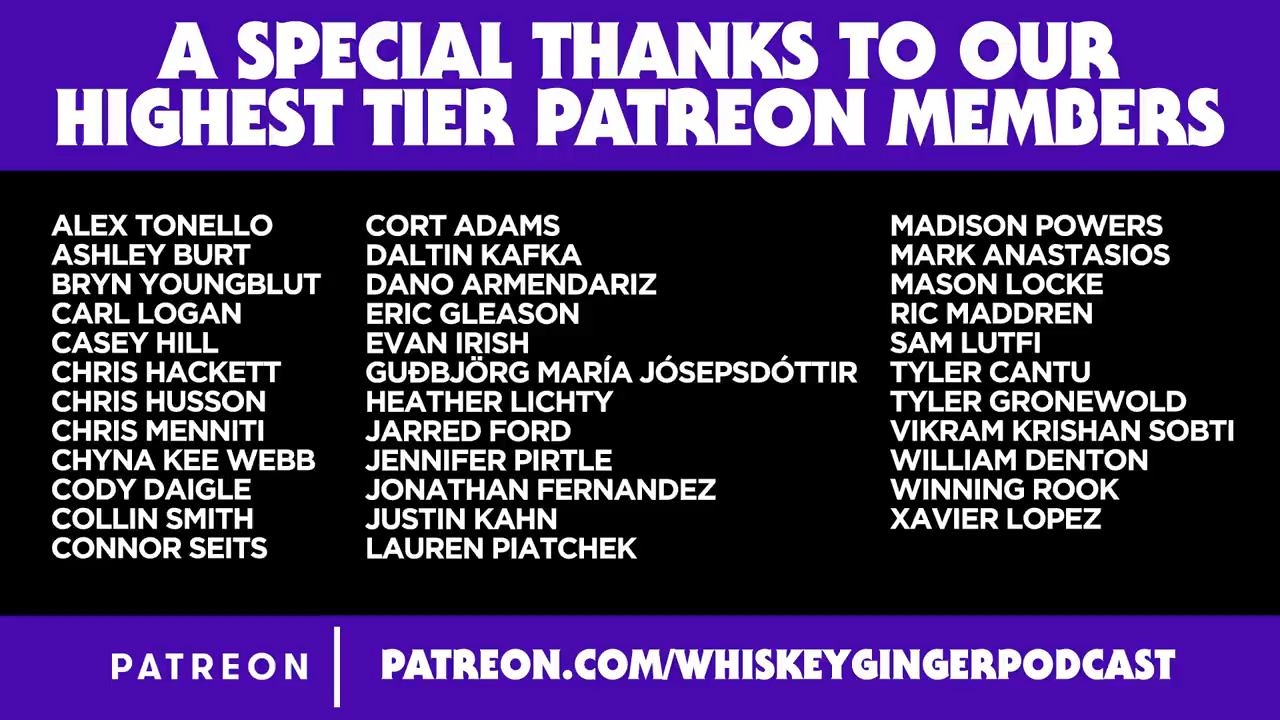 A SPECIAL THANKS TO OUR
HIGHEST TIER PATREON MEMBERS
ALEX TONELLO
ASHLEY BURT
BRYN YOUNGBLUT
CARL LOGAN
CASEY HILL
CHRIS HACKETT
CHRIS HUSSON
CHRIS MENNITI
CHYNA KEE WEBB
CODY DAIGLE
COLLIN SMITH
CONNOR SEITS
CORT ADAMS
DALTIN KAFKA
DANO ARMENDARIZ
ERIC GLEASON
EVAN IRISH
GUÐBJÖRG MARÍA JÓSEPSDÓTTIR
HEATHER LICHTY
JARRED FORD
JENNIFER PIRTLE
JONATHAN FERNANDEZ
JUSTIN KAHN
LAUREN PIATCHEK
MADISON POWERS
MARK ANASTASIOS
MASON LOCKE
RIC MADDREN
SAM LUTFI
TYLER CANTU
TYLER GRONEWOLD
VIKRAM KRISHAN SOBTI
WILLIAM DENTON
WINNING ROOK
XAVIER LOPEZ
PATREON
PATREON.COM/WHISKEYGINGERPODCAST